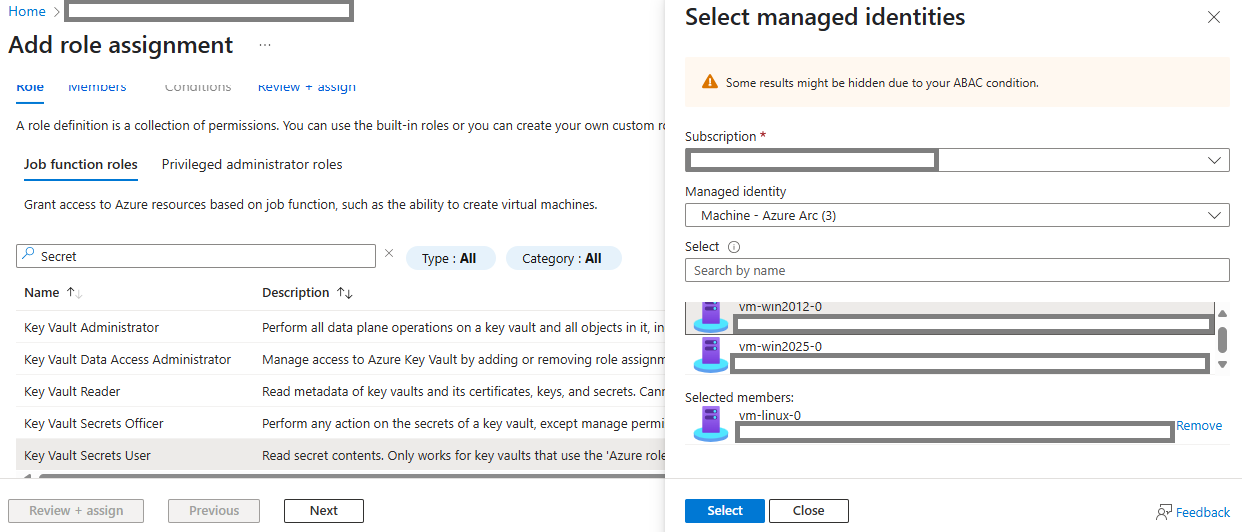 Home >
Add role assignment ...
Role Members Conditions Review + assign
A role definition is a collection of permissions. You can use the built-in roles or you can create your own custom ro
Job function roles Privileged administrator roles
Grant access to Azure resources based on job function, such as the ability to create virtual machines.
Secret
Type : All Category : All
Name ↑↓ Description ↑↓
Key Vault Administrator Perform all data plane operations on a key vault and all objects in it, in
Key Vault Data Access Administrator Manage access to Azure Key Vault by adding or removing role assignm
Key Vault Reader Read metadata of key vaults and its certificates, keys, and secrets. Cann
Key Vault Secrets Officer Perform any action on the secrets of a key vault, except manage permi
Key Vault Secrets User Read secret contents. Only works for key vaults that use the 'Azure role
Review + assign Previous Next
Select managed identities
Some results might be hidden due to your ABAC condition.
Subscription *
Managed identity
Machine - Azure Arc (3)
Select
Search by name
vm-win2012-0
vm-win2025-0
Selected members:
vm-linux-0
Remove
Select Close
Feedback